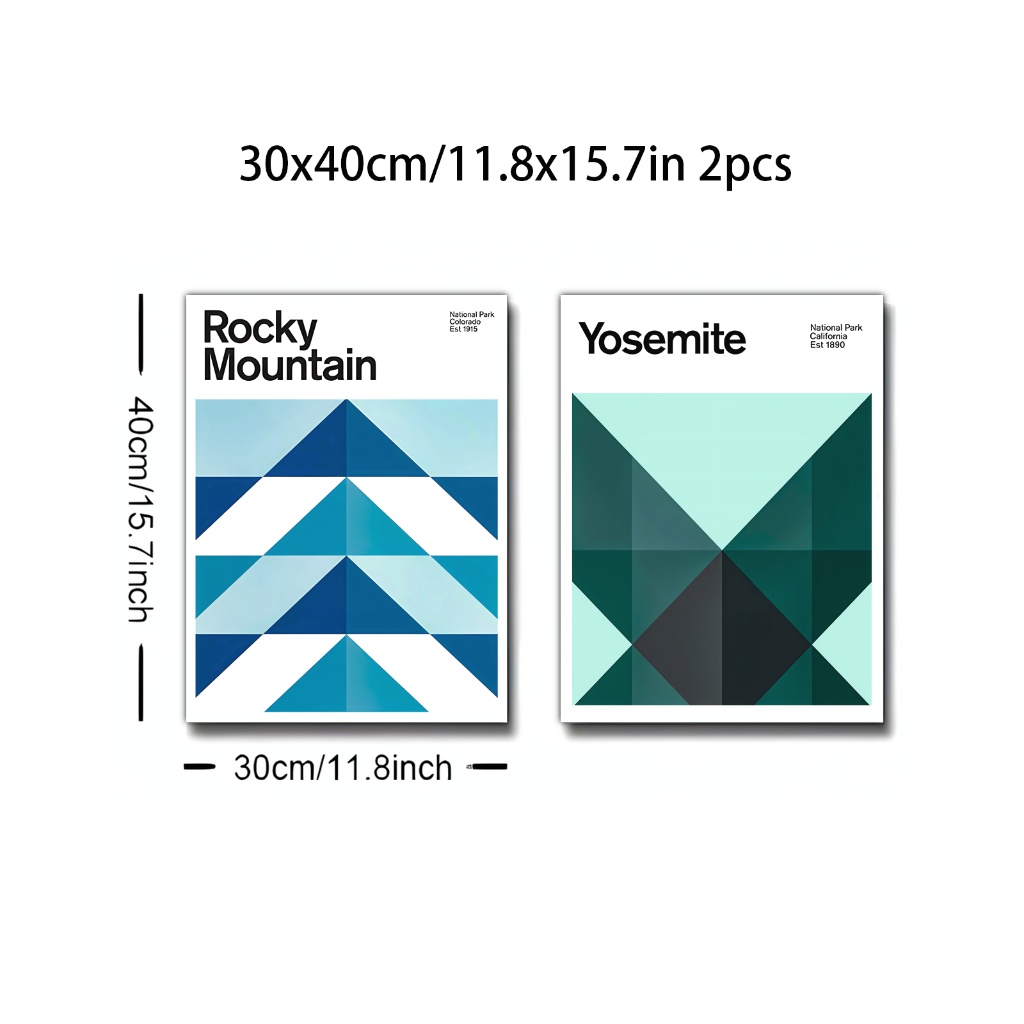 30x40cm/11.8x15.7in 2pcs
Rocky
Mountain
National Park
Colorado
Est 1915
Yosemite
National Park
California
Est 1890
40cm/15.7inch
30cm/11.8inch